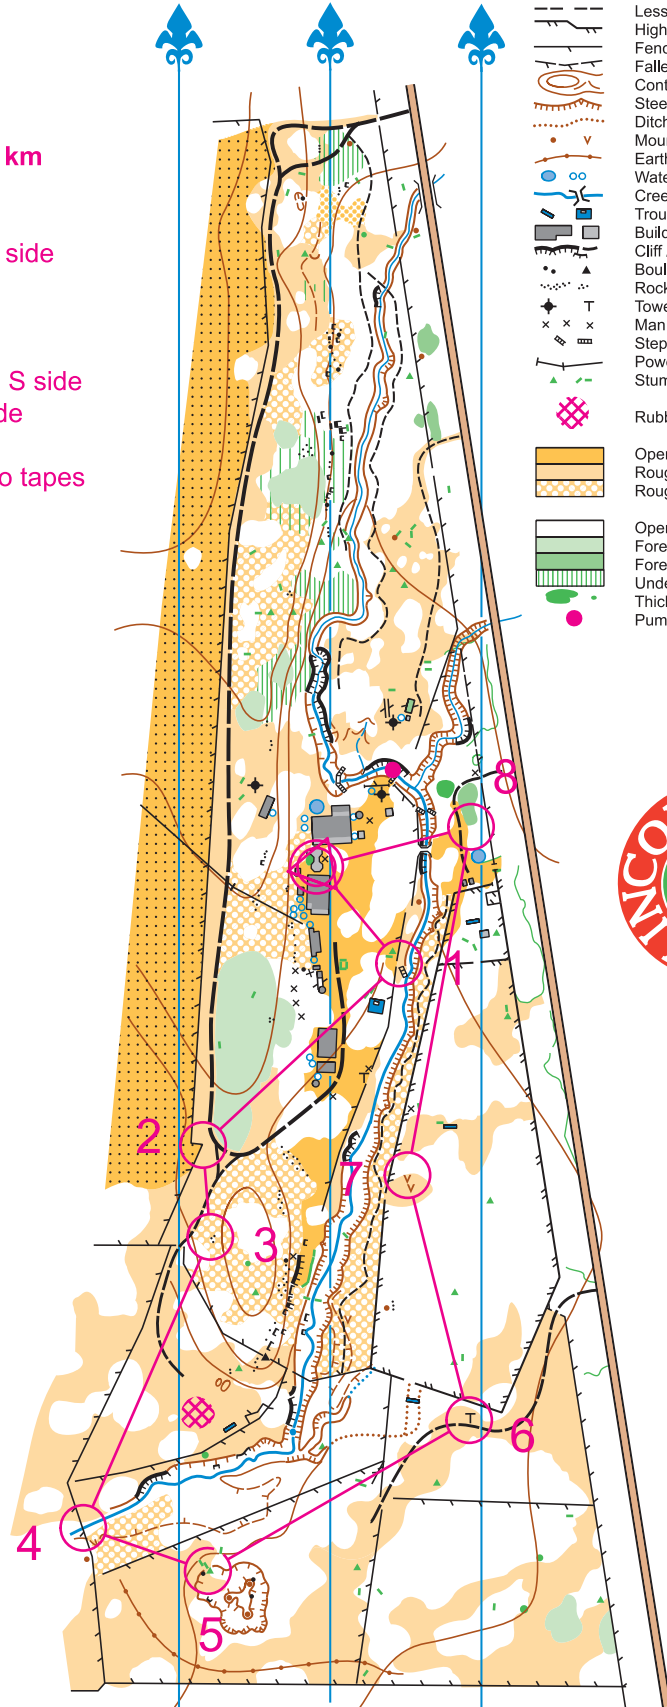 km
side
S side
de
o tapes
Less
High
Fenc
Falle
Cont
Stee
Ditch
Mour
Earth
Wate
Cree
Trou
Build
Cliff
Boul
Rock
Towe
Man
Step
Powe
Stum
Rubb
Oper
Roug
Roug
Oper
Fore
Fore
Unde
Thick
Pum
8
1
2
3
7
6
4
5
INCO